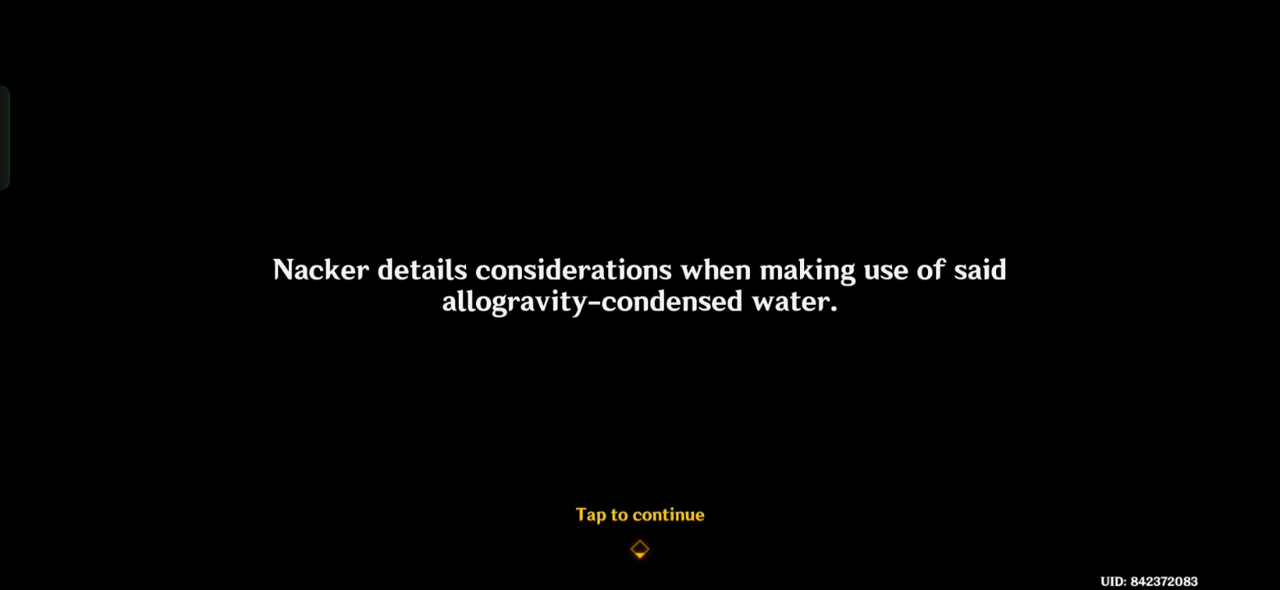 Nacker details considerations when making use of said
allogravity-condensed water.
Tap to continue
UID: 842372083